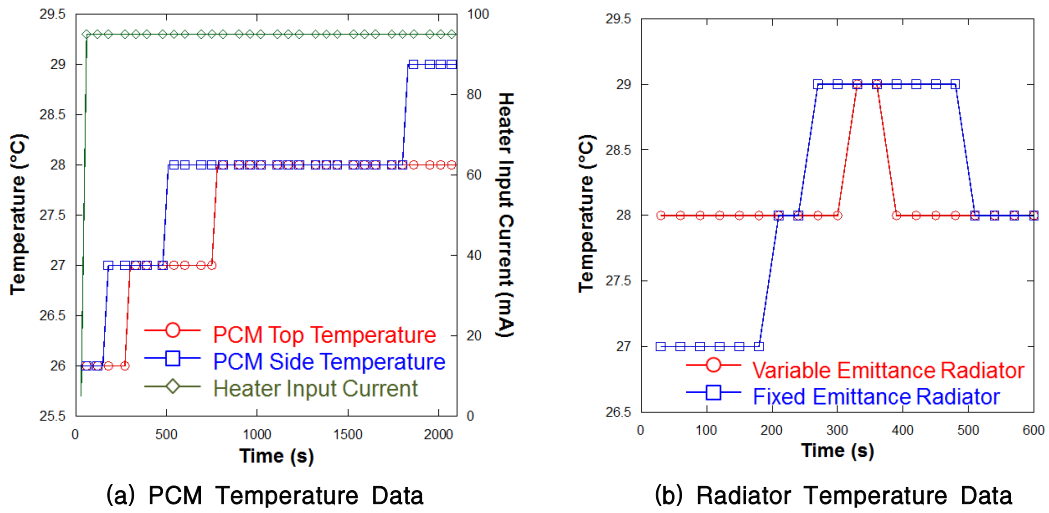 29.5
29
28.5
28
27.5
27
26.5
26
25.5
Temperature (°C)
100
80
60
40
20
0
Heater Input Current (mA)
PCM Top Temperature
PCM Side Temperature
Heater Input Current
0 500 1000 1500 2000
Time (s)
(a) PCM Temperature Data
29.5
29
28.5
28
27.5
27
26.5
Temperature (°C)
Variable Emittance Radiator
Fixed Emittance Radiator
0 100 200 300 400 500 600
Time (s)
(b) Radiator Temperature Data